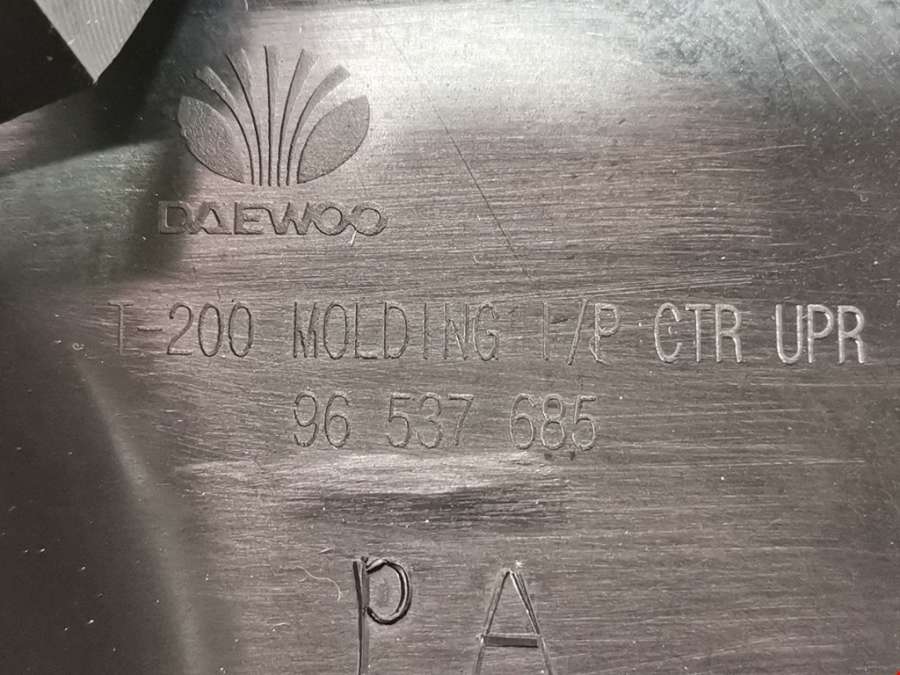 DAEWOO
T-200 MOLDING I/P CTR UPR
96 537 685
PA